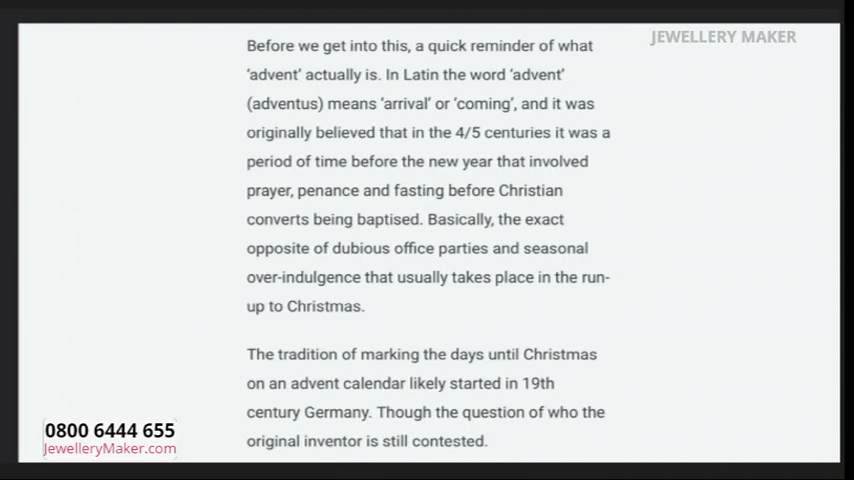 JEWELLERY MAKER
Before we get into this, a quick reminder of what
‘advent’ actually is. In Latin the word ‘advent’
(adventus) means ‘arrival’ or ‘coming’, and it was
originally believed that in the 4/5 centuries it was a
period of time before the new year that involved
prayer, penance and fasting before Christian
converts being baptised. Basically, the exact
opposite of dubious office parties and seasonal
over-indulgence that usually takes place in the run-
up to Christmas.
The tradition of marking the days until Christmas
on an advent calendar likely started in 19th
century Germany. Though the question of who the
original inventor is still contested.
0800 6444 655
JewelleryMaker.com